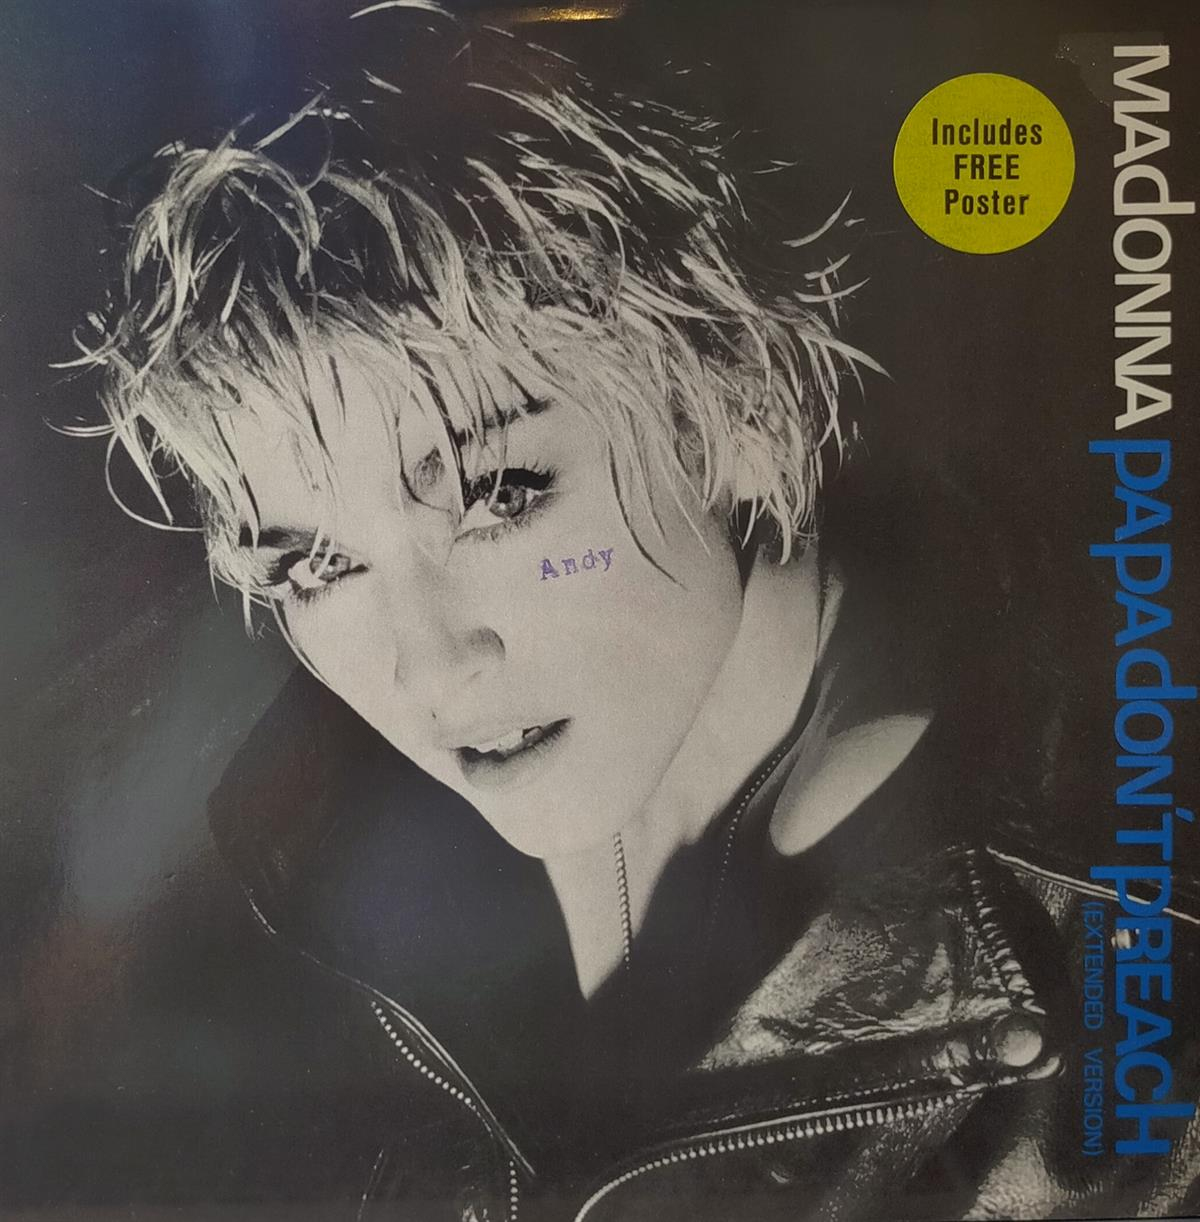 Includes
FREE
Poster
MAdONNA PAPA dON'T PREACH
(EXTENDED VERSION)
Andy